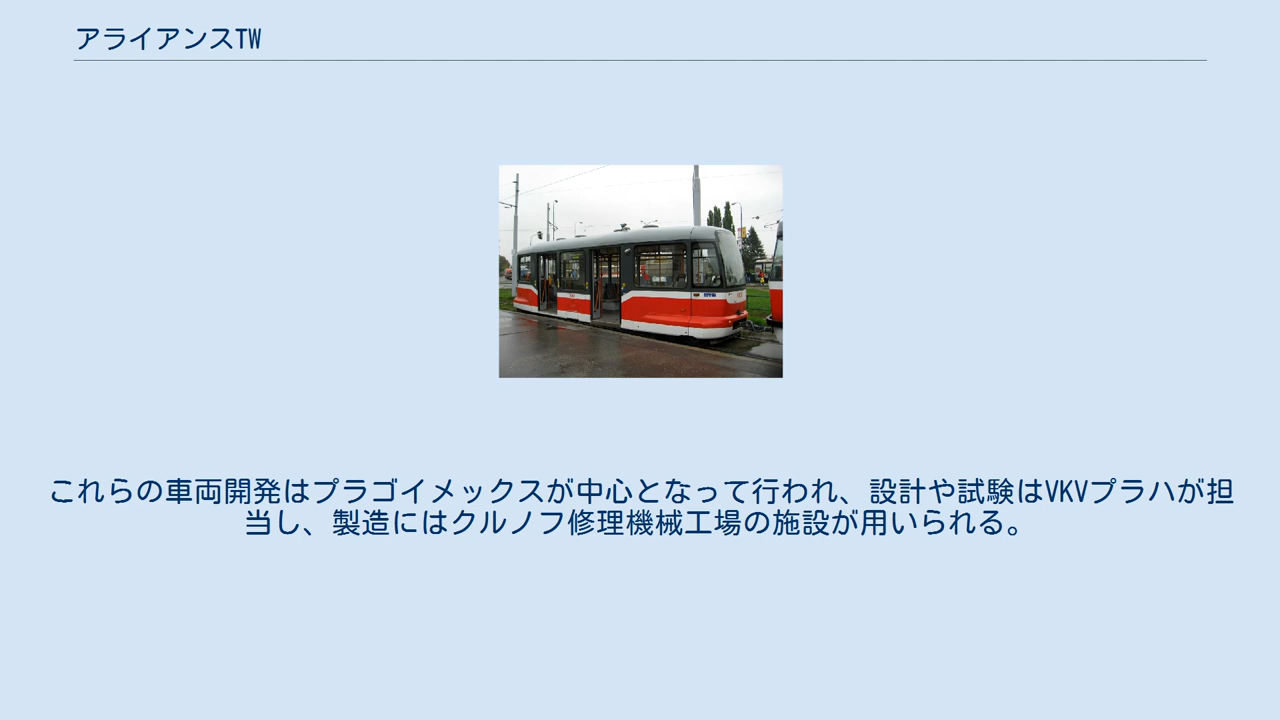 アライアンスTW
これらの車両開発はプラゴイメックスが中心となって行われ、設計や試験はVKVプラハが担
当し、製造にはクルノフ修理機械工場の施設が用いられる。